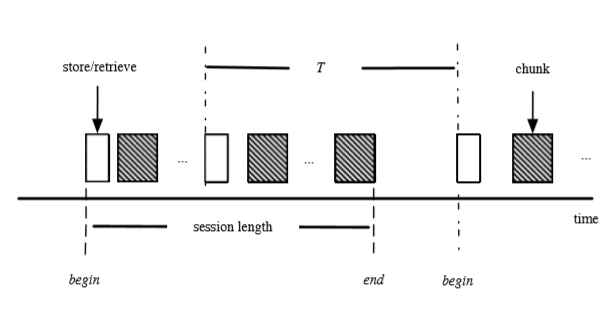 store/retrieve
T
chunk
...
...
...
time
session length
begin
end
begin